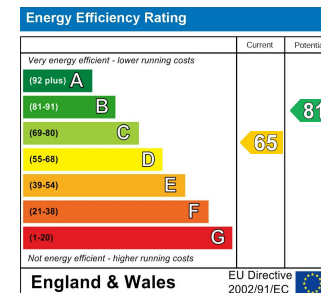 Energy Efficiency Rating
Current Potentia
Very energy efficient - lower running costs
(92 plus) A
(81-91) B
(69-80) C
(55-68) D
(39-54) E
(21-38) F
(1-20) G
65
81
Not energy efficient - higher running costs
England & Wales
EU Directive
2002/91/EC